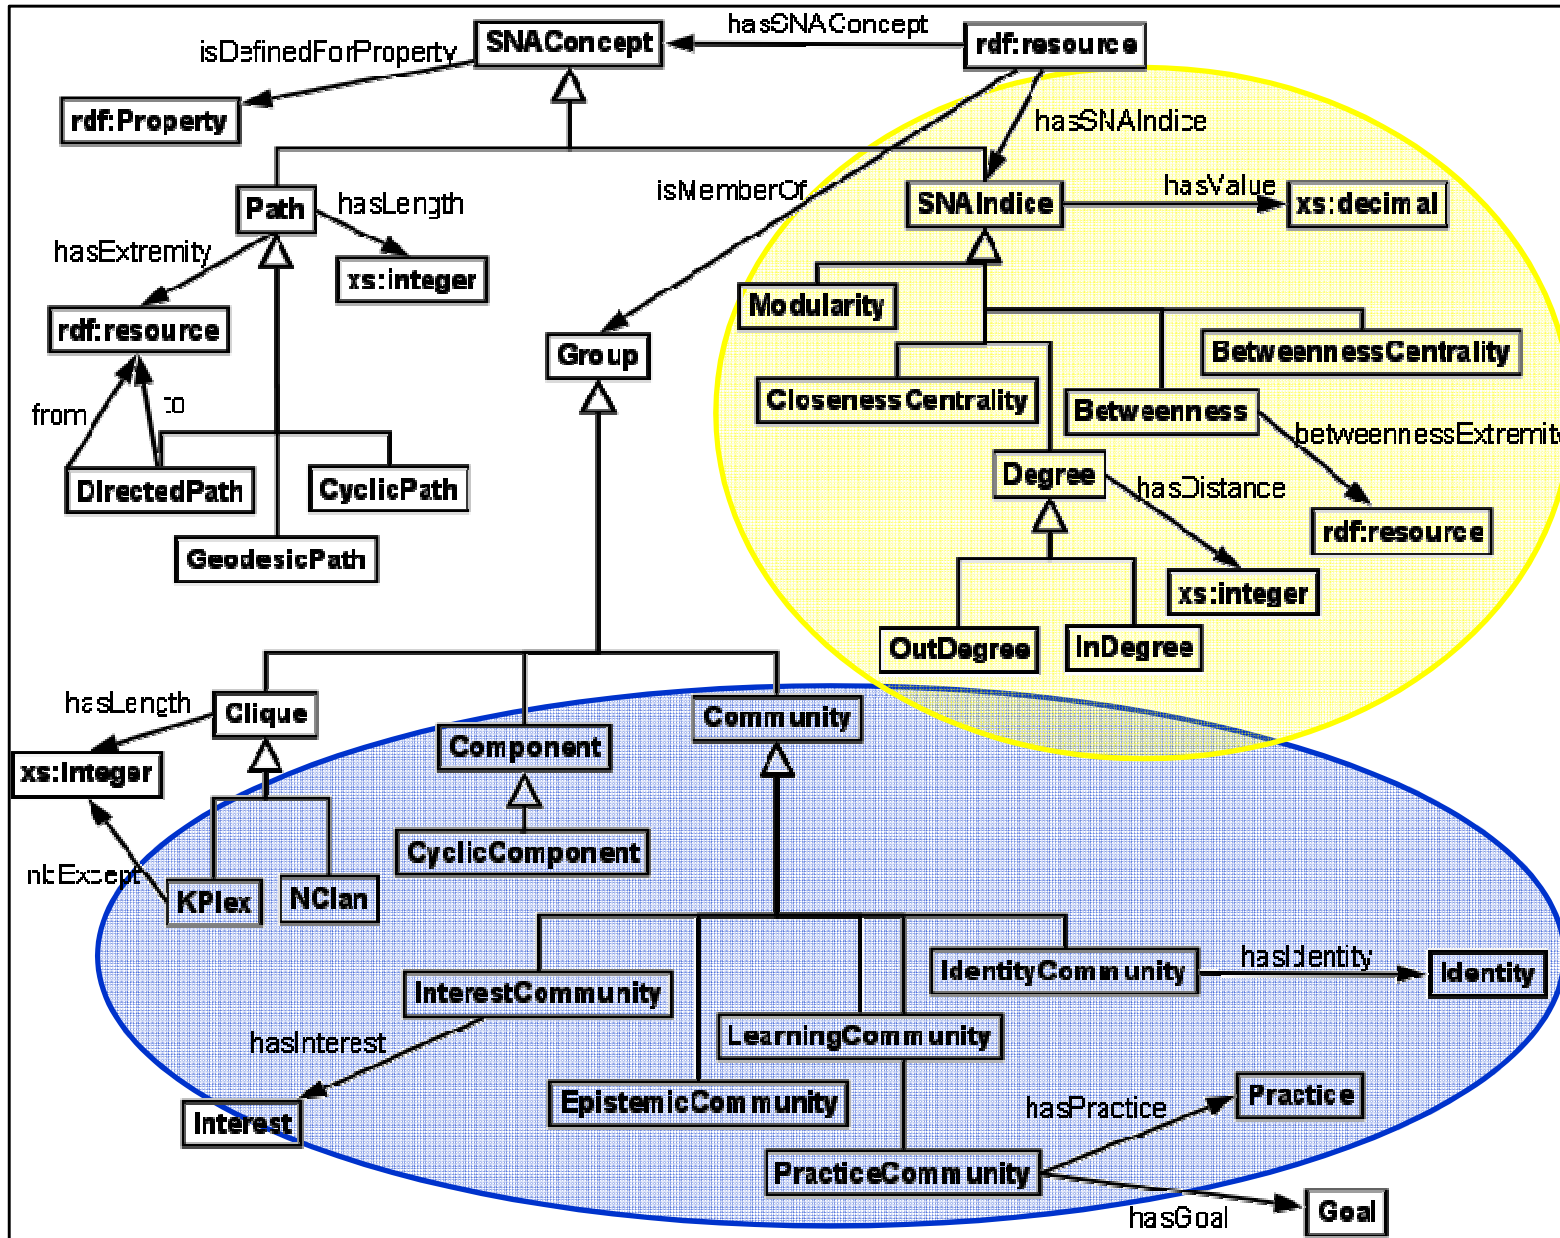 hasSNAConcept
SNAConcept
rdf:resource
isDefinedForProperty
rdf:Property
hasSNAIndice
isMemberOf
hasValue
Path
hasLength
SNAIndice
xs:decimal
hasExtremity
xs:integer
Modularity
rdf:resource
Group
BetweennessCentrality
ClosenessCentrality
Betweenness
from
to
betweennessExtremity
DirectedPath
CyclicPath
Degree
hasDistance
rdf:resource
GeodesicPath
xs:integer
OutDegree
InDegree
hasLength
Clique
Community
Component
xs:Integer
CyclicComponent
nbExcept
KPlex
NClan
IdentityCommunity
hasIdentity
Identity
InterestCommunity
LearningCommunity
hasInterest
EpistemicCommunity
hasPractice
Practice
Interest
PracticeCommunity
hasGoal
Goal